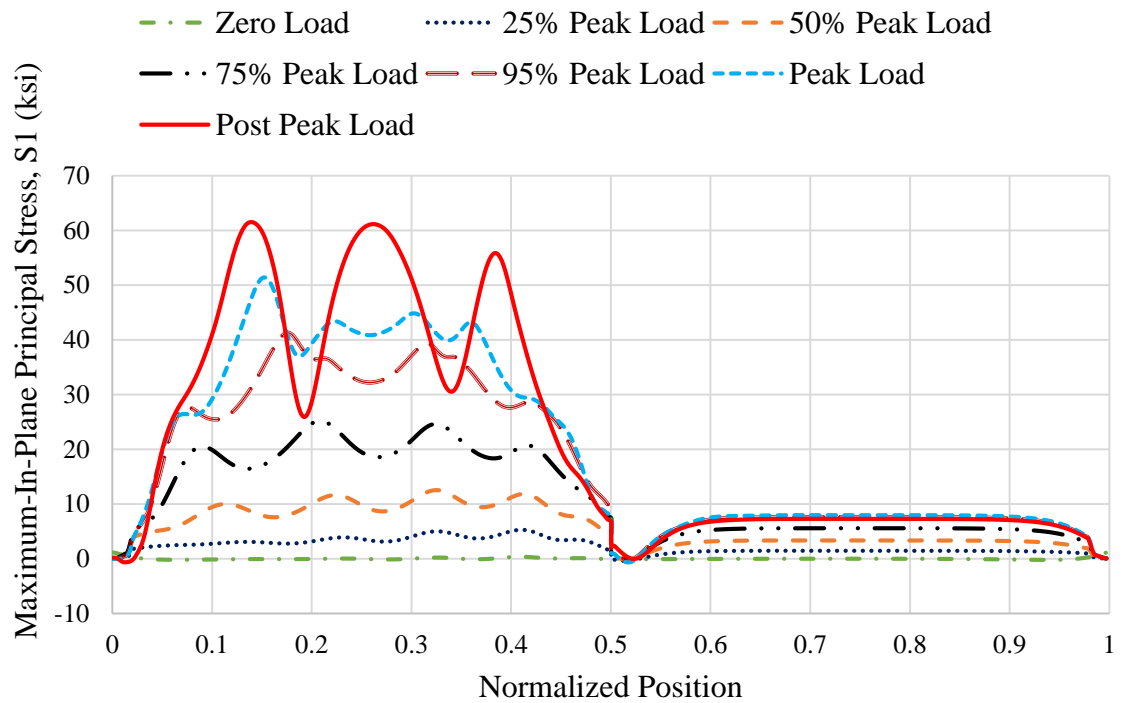 Zero Load 25% Peak Load 50% Peak Load
75% Peak Load 95% Peak Load Peak Load
Post Peak Load
Maximum-In-Plane Principal Stress, S1 (ksi)
70
60
50
40
30
20
10
0
-10
0 0.1 0.2 0.3 0.4 0.5 0.6 0.7 0.8 0.9 1
Normalized Position